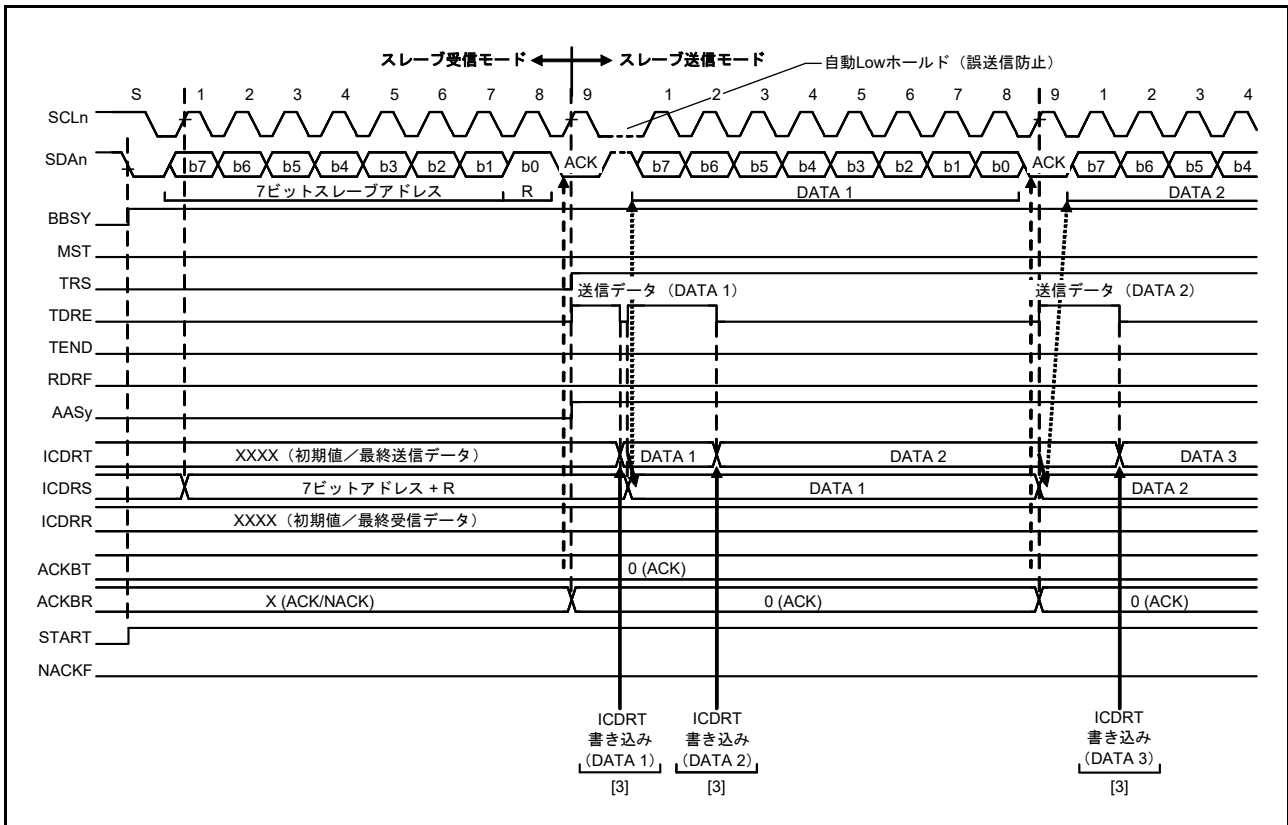 スレーブ受信モード スレーブ送信モード
自動Lowホールド（誤送信防止）
S 1 2 3 4 5 6 7 8 9 1 2 3 4 5 6 7 8 9 1 2 3 4
SCLn
SDAn b7 b6 b5 b4 b3 b2 b1 b0 ACK b7 b6 b5 b4 b3 b2 b1 b0 ACK b7 b6 b5 b4
7ビットスレーブアドレス R DATA 1 DATA 2
BBSY
MST
TRS
送信データ（DATA 1） 送信データ（DATA 2）
TDRE
TEND
RDRF
AASy
ICDRT XXXX（初期値／最終送信データ） DATA 1 DATA 2 DATA 3
ICDRS 7ビットアドレス + R DATA 1 DATA 2
ICDRR XXXX（初期値／最終受信データ）
ACKBT 0 (ACK)
ACKBR X (ACK/NACK) 0 (ACK) 0 (ACK)
START
NACKF
ICDRT ICDRT ICDRT
書き込み 書き込み 書き込み
（DATA 1） （DATA 2） （DATA 3）
[3] [3] [3]